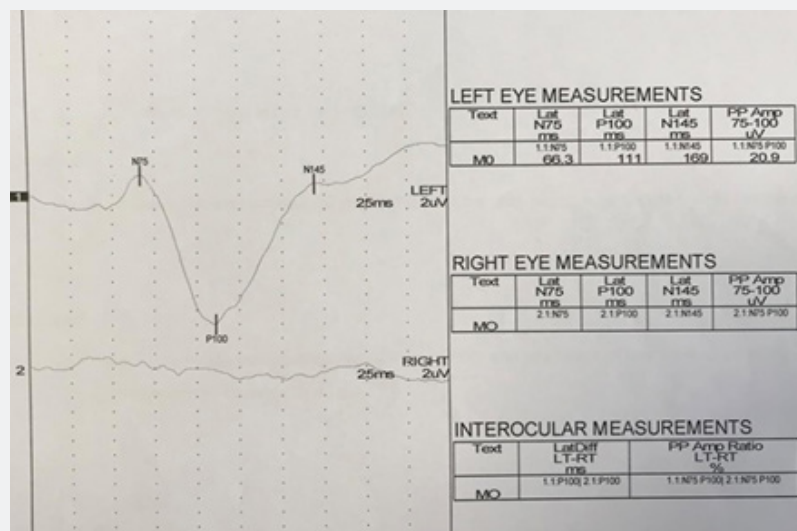 N75
N145
1
LEFT
25ms 2uV
P100
2
RIGHT
25ms 2uV
LEFT EYE MEASUREMENTS
Text Lat N75 ms Lat P100 ms Lat N145 ms PP Amp 75-100 uV
1.1:N75 1.1:P100 1.1:N145 1.1:N75 P100
M0 66.3 111 169 20.9
RIGHT EYE MEASUREMENTS
Text Lat N75 ms Lat P100 ms Lat N145 ms PP Amp 75-100 uV
2.1:N75 2.1:P100 2.1:N145 2.1:N75 P100
MO
INTEROCULAR MEASUREMENTS
Text LatDiff LT-RT ms PP Amp Ratio LT-RT %
1.1:P100| 2.1:P100 1.1:N75 P100| 2.1:N75 P100
MO